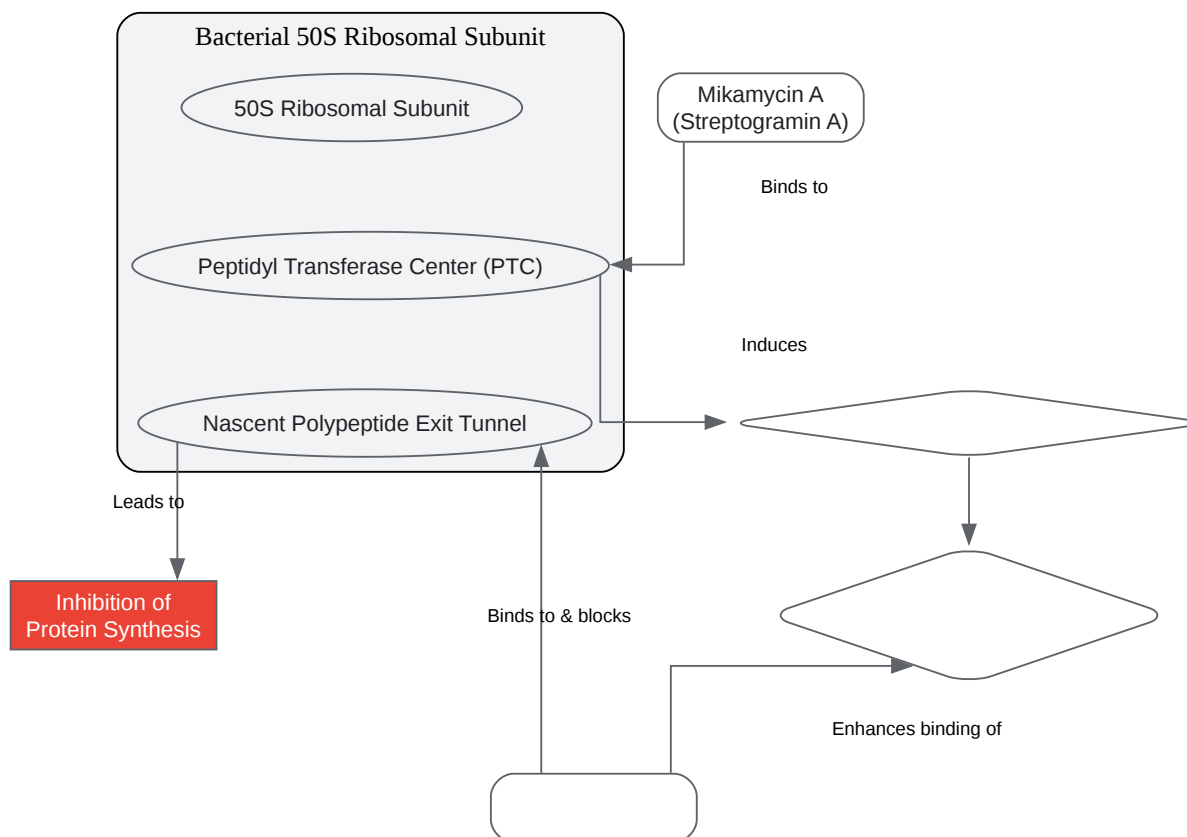 Bacterial 50S Ribosomal Subunit
50S Ribosomal Subunit
Mikamycin A
(Streptogramin A)
Binds to
Peptidyl Transferase Center (PTC)
Induces
Nascent Polypeptide Exit Tunnel
Leads to
Inhibition of
Protein Synthesis
Binds to & blocks
Enhances binding of